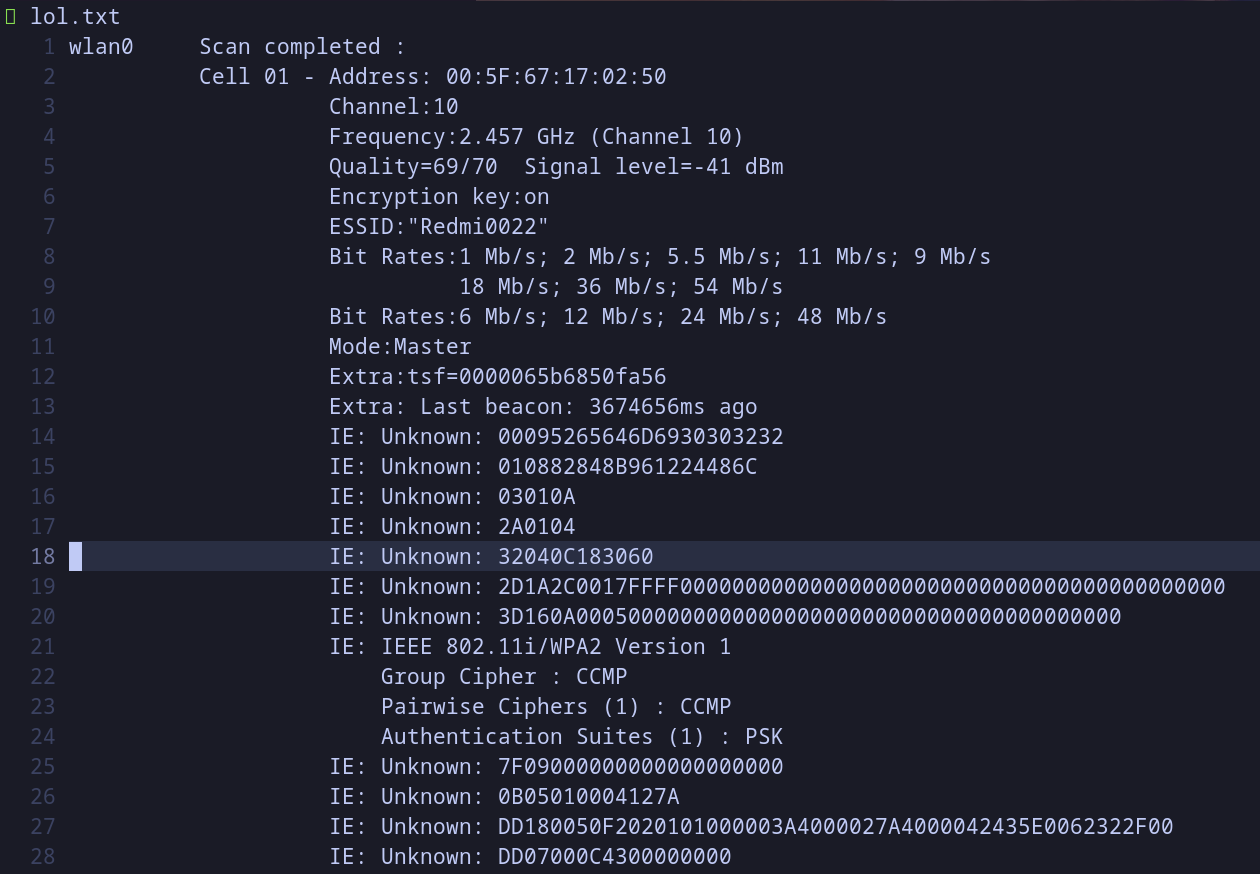 lol.txt
1 wlan0     Scan completed :
2           Cell 01 - Address: 00:5F:67:17:02:50
3                     Channel:10
4                     Frequency:2.457 GHz (Channel 10)
5                     Quality=69/70  Signal level=-41 dBm
6                     Encryption key:on
7                     ESSID:"Redmi0022"
8                     Bit Rates:1 Mb/s; 2 Mb/s; 5.5 Mb/s; 11 Mb/s; 9 Mb/s
9                               18 Mb/s; 36 Mb/s; 54 Mb/s
10                     Bit Rates:6 Mb/s; 12 Mb/s; 24 Mb/s; 48 Mb/s
11                     Mode:Master
12                     Extra:tsf=0000065b6850fa56
13                     Extra: Last beacon: 3674656ms ago
14                     IE: Unknown: 00095265646D6930303232
15                     IE: Unknown: 010882848B961224486C
16                     IE: Unknown: 03010A
17                     IE: Unknown: 2A0104
18                     IE: Unknown: 32040C183060
19                     IE: Unknown: 2D1A2C0017FFFF000000000000000000000000000000000000000000
20                     IE: Unknown: 3D160A00050000000000000000000000000000000000000000
21                     IE: IEEE 802.11i/WPA2 Version 1
22                         Group Cipher : CCMP
23                         Pairwise Ciphers (1) : CCMP
24                         Authentication Suites (1) : PSK
25                     IE: Unknown: 7F09000000000000000000
26                     IE: Unknown: 0B05010004127A
27                     IE: Unknown: DD180050F2020101000003A4000027A4000042435E0062322F00
28                     IE: Unknown: DD07000C4300000000